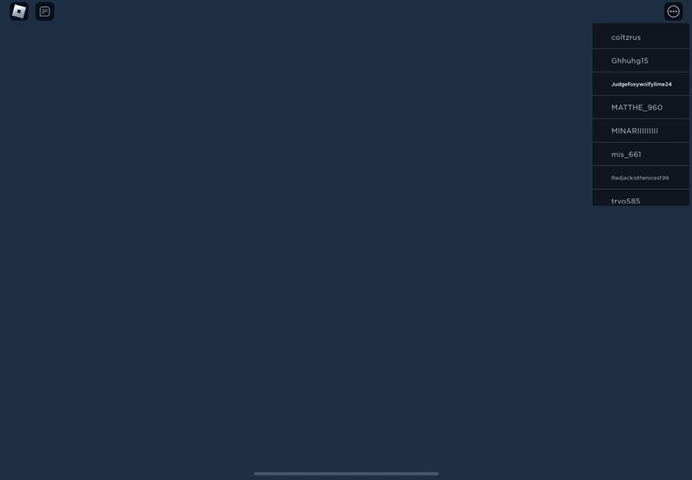 coltzrus
Ghhuhg15
Judgefoxywolfylime24
MATTHE_960
MINARIIIIIIIII
mis_661
Redjackisthenicest99
trvo585